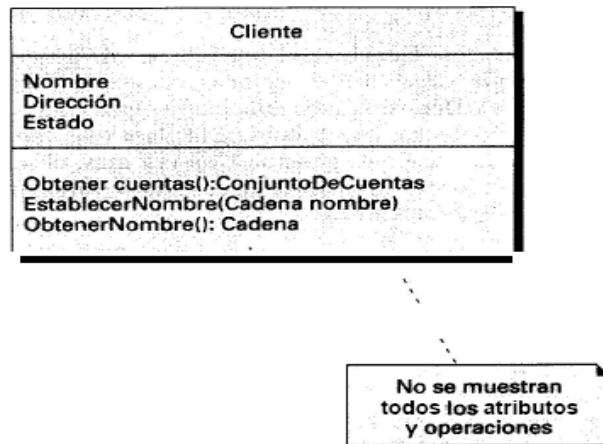 Cliente
Nombre
Dirección
Estado
Obtener cuentas():ConjuntoDeCuentas
EstablecerNombre(Cadena nombre)
ObtenerNombre(): Cadena
No se muestran
todos los atributos
y operaciones